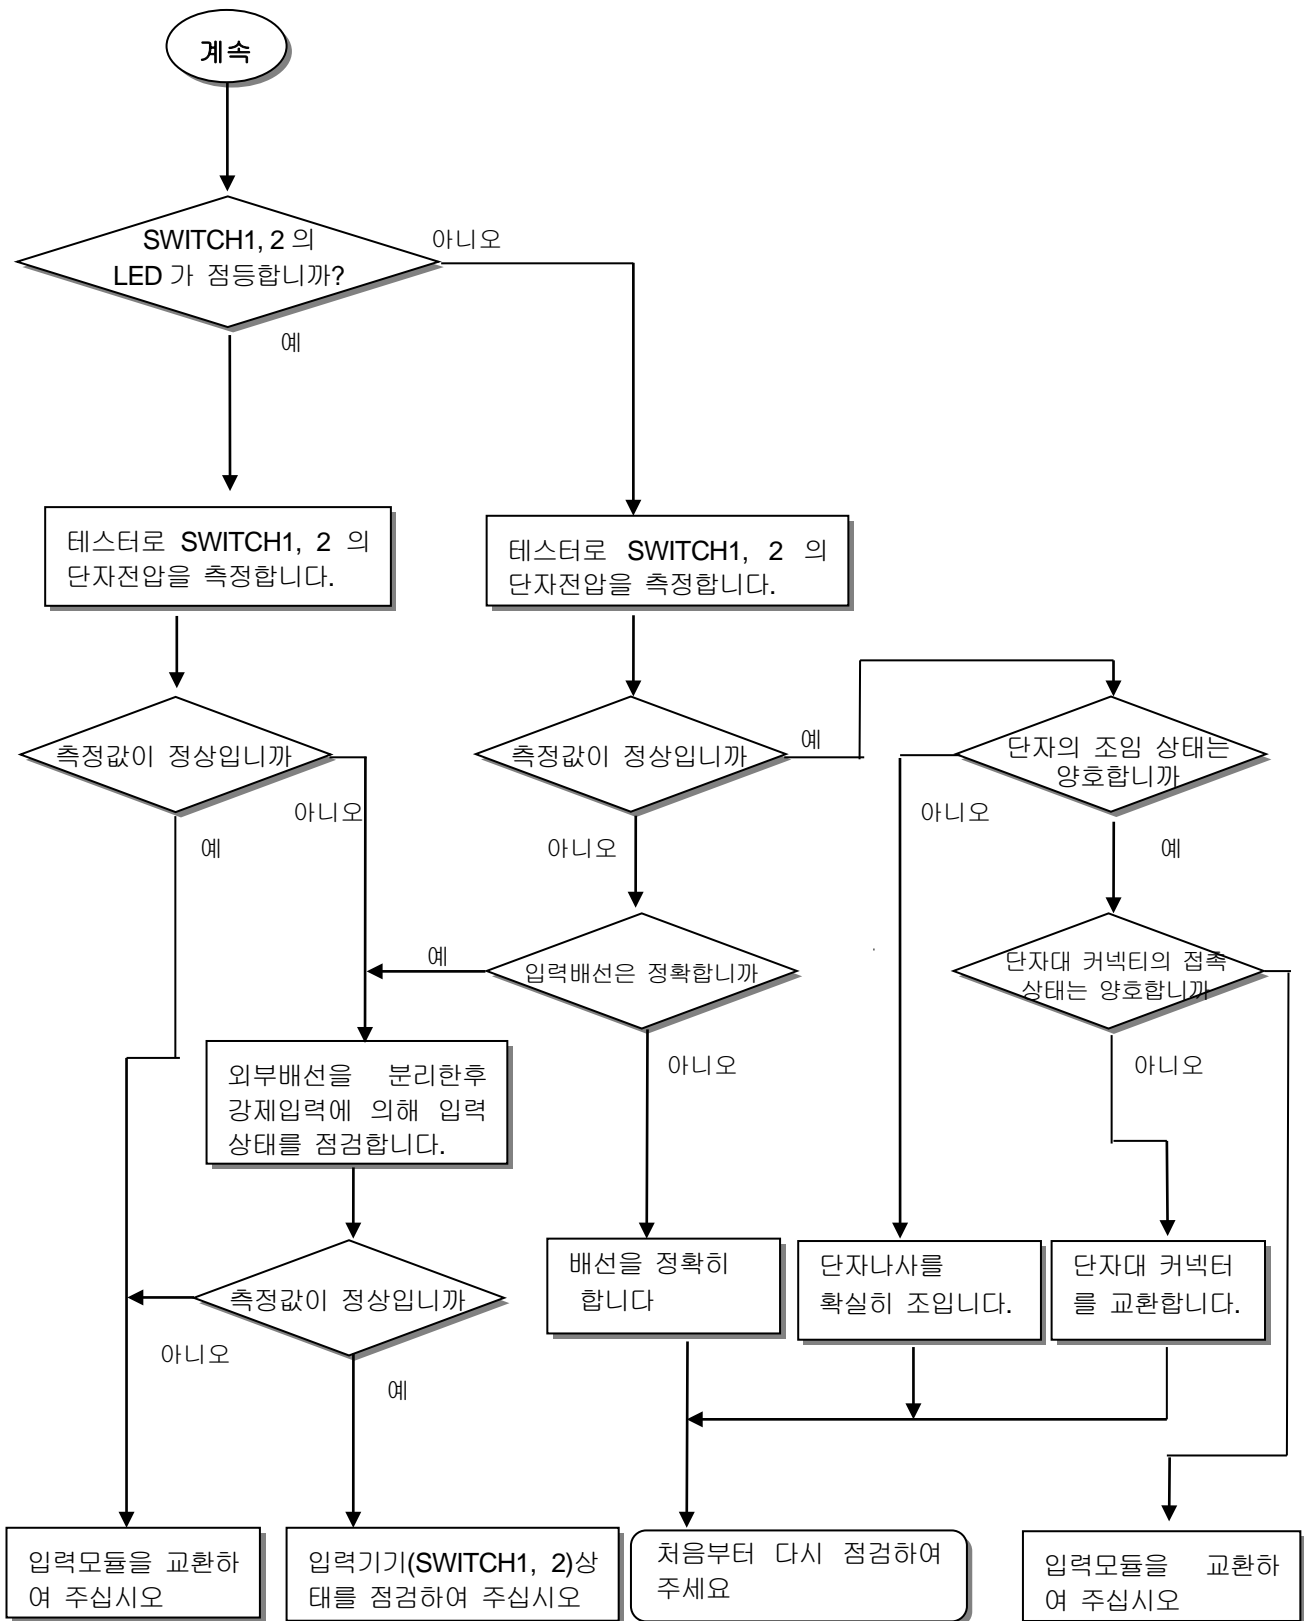 계속
SWITCH1, 2 의
LED 가 점등합니까?
아니오
예
테스터로 SWITCH1, 2 의
단자전압을 측정합니다.
테스터로 SWITCH1, 2 의
단자전압을 측정합니다.
측정값이 정상입니까
아니오
예
측정값이 정상입니까
예
아니오
단자의 조임 상태는
양호합니까
아니오
예
예
입력배선은 정확합니까
아니오
단자대 커넥티의 접촉
상태는 양호합니까
아니오
외부배선을 분리한후
강제입력에 의해 입력
상태를 점검합니다.
측정값이 정상입니까
아니오
예
배선을 정확히
합니다
단자나사를
확실히 조입니다.
단자대 커넥터
를 교환합니다.
입력모듈을 교환하
여 주십시오
입력기기(SWITCH1, 2)상
태를 점검하여 주십시오
처음부터 다시 점검하여
주세요
입력모듈을 교환하
여 주십시오